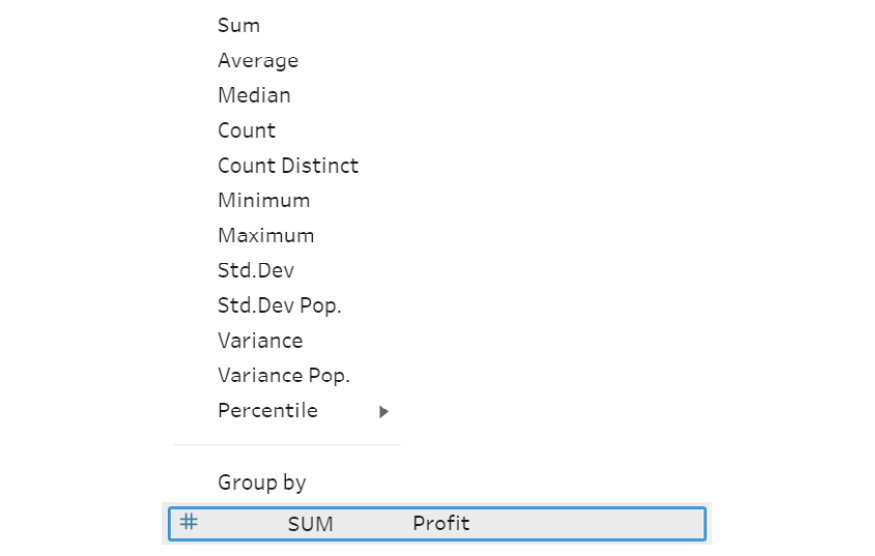 Sum
Average
Median
Count
Count Distinct
Minimum
Maximum
Std.Dev
Std.Dev Pop.
Variance
Variance Pop.
Percentile
Group by
# SUM Profit